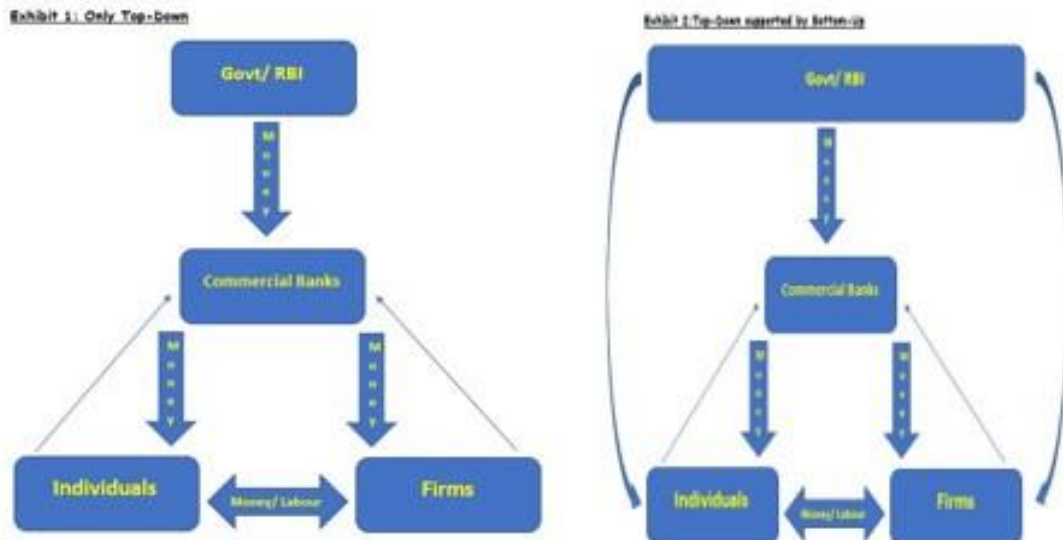 Exhibit 1: Only Top-Down
Govt/ RBI
Money
Commercial Banks
Money
Money
Individuals
Money/ Labour
Firms
Exhibit 2:Top-Down supported by Bottom-Up
Govt/ RBI
Money
Commercial Banks
Money
Money
Individuals
Money/ Labour
Firms